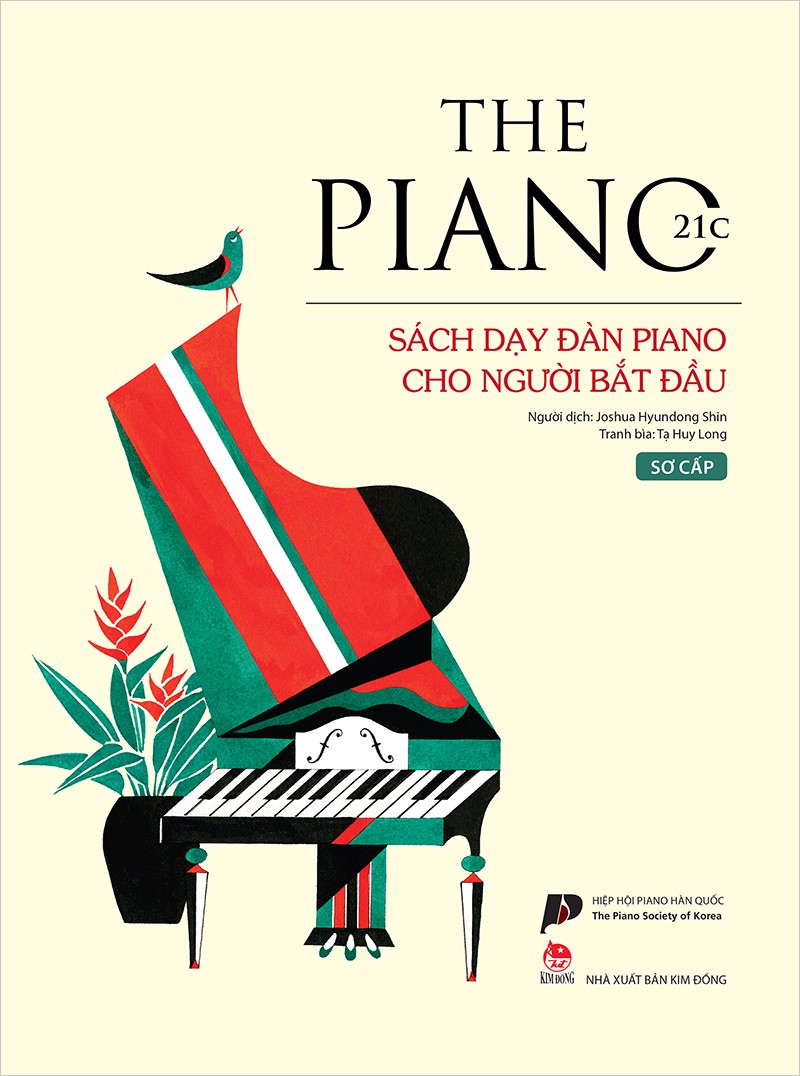 THE
PIANO
21C
SÁCH DẠY ĐÀN PIANO
CHO NGƯỜI BẮT ĐẦU
Người dịch: Joshua Hyundong Shin
Tranh bìa: Tạ Huy Long
SƠ CẤP
HIỆP HỘI PIANO HÀN QUỐC
The Piano Society of Korea
KIM ĐỒNG
NHÀ XUẤT BẢN KIM ĐỒNG